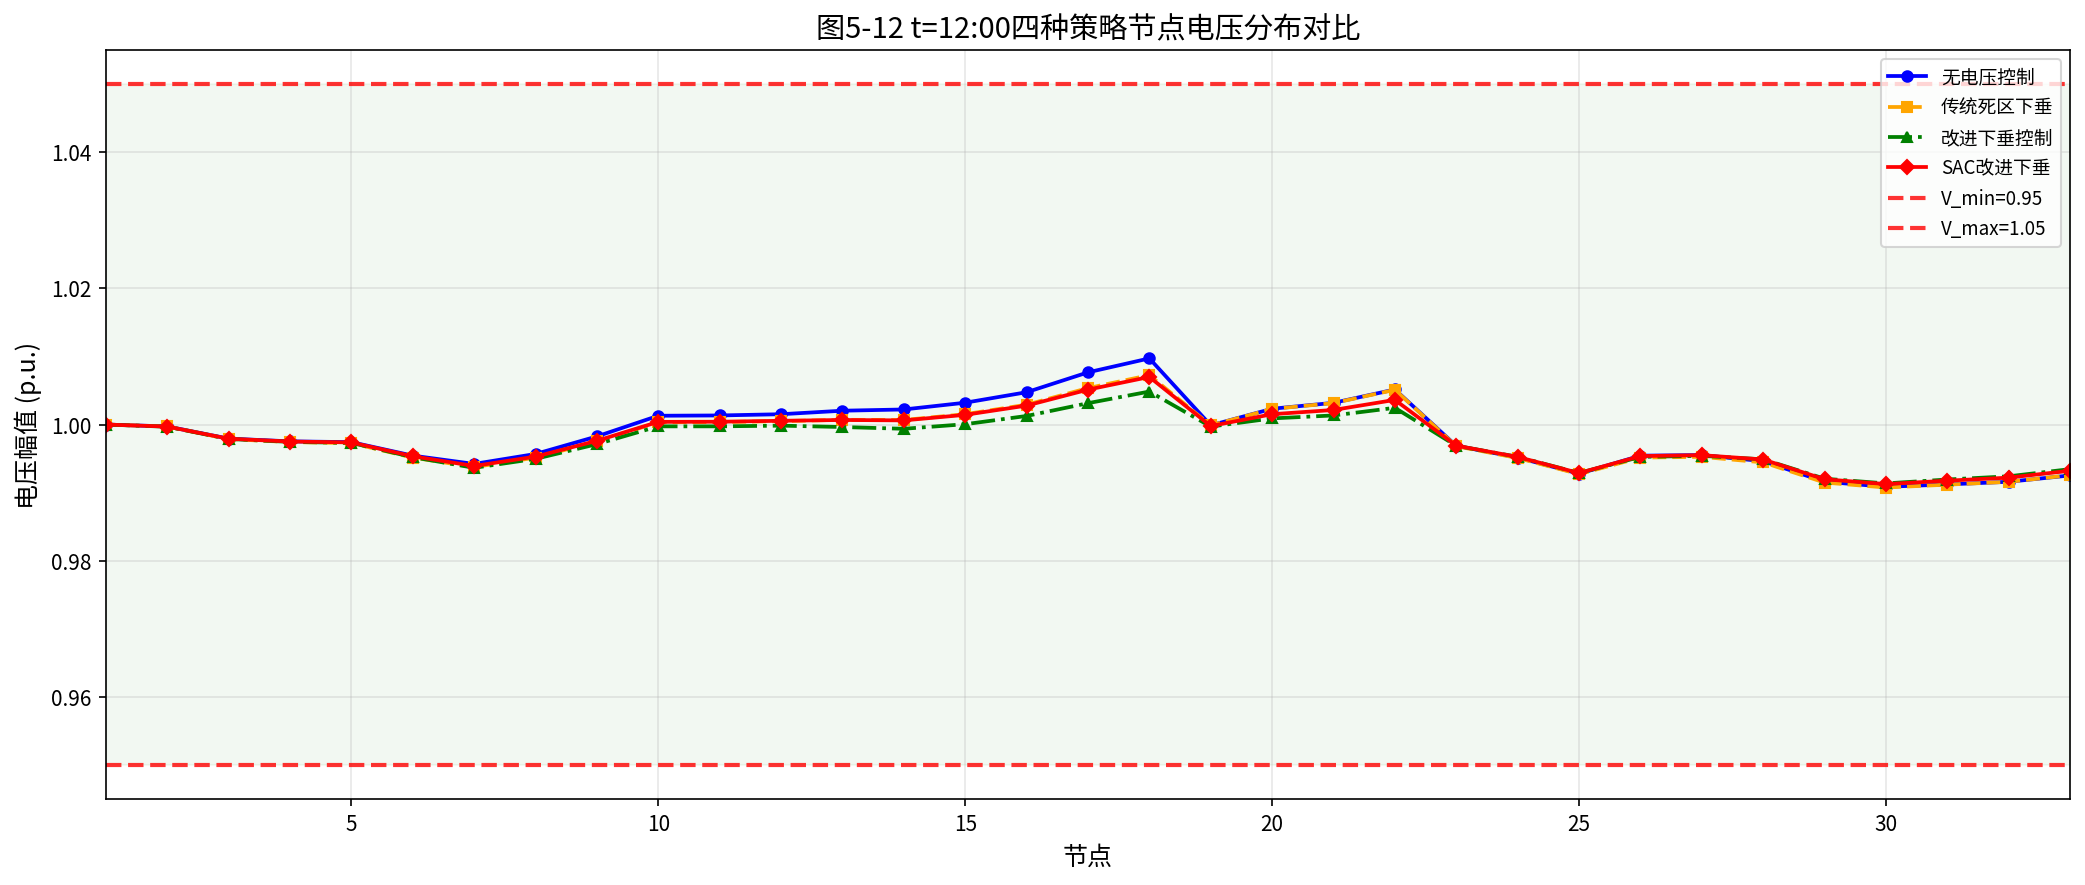 图5-12 t=12:00四种策略节点电压分布对比
无电压控制
传统死区下垂
改进下垂控制
SAC改进下垂
V_min=0.95
V_max=1.05
电压幅值 (p.u.)
1.04
1.02
1.00
0.98
0.96
5
10
15
20
25
30
节点